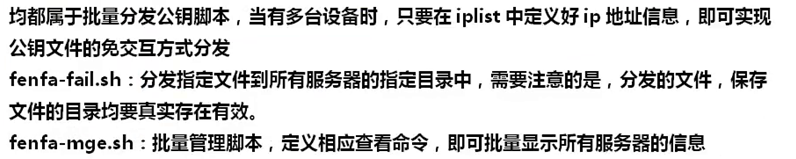 均都属于批量分发公钥脚本，当有多台设备时，只要在 iplist 中定义好 ip 地址信息，即可实现
公钥文件的免交互方式分发
fenfa-fail.sh：分发指定文件到所有服务器的指定目录中，需要注意的是，分发的文件，保存
文件的目录均要真实存在有效。
fenfa-mge.sh：批量管理脚本，定义相应查看命令，即可批量显示所有服务器的信息